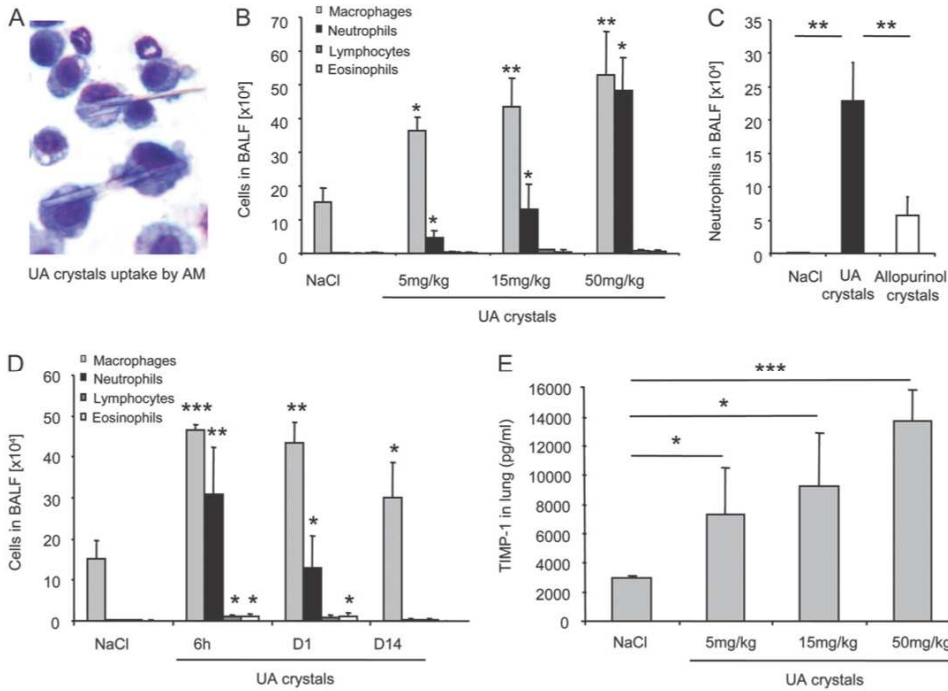 A
UA crystals uptake by AM
B
Macrophages
Neutrophils
Lymphocytes
Eosinophils
Cells in BALF [x10⁴]
70
60
50
40
30
20
10
0
*
*
**
*
**
*
NaCl
5mg/kg
15mg/kg
50mg/kg
UA crystals
C
Neutrophils in BALF [x10⁴]
35
30
25
20
15
10
5
0
**
**
NaCl
UA crystals
Allopurinol crystals
D
Macrophages
Neutrophils
Lymphocytes
Eosinophils
Cells in BALF [x10⁴]
60
50
40
30
20
10
0
***
**
*
*
**
*
*
*
NaCl
6h
D1
D14
UA crystals
E
TIMP-1 in lung (pg/ml)
16000
14000
12000
10000
8000
6000
4000
2000
0
***
*
*
NaCl
5mg/kg
15mg/kg
50mg/kg
UA crystals